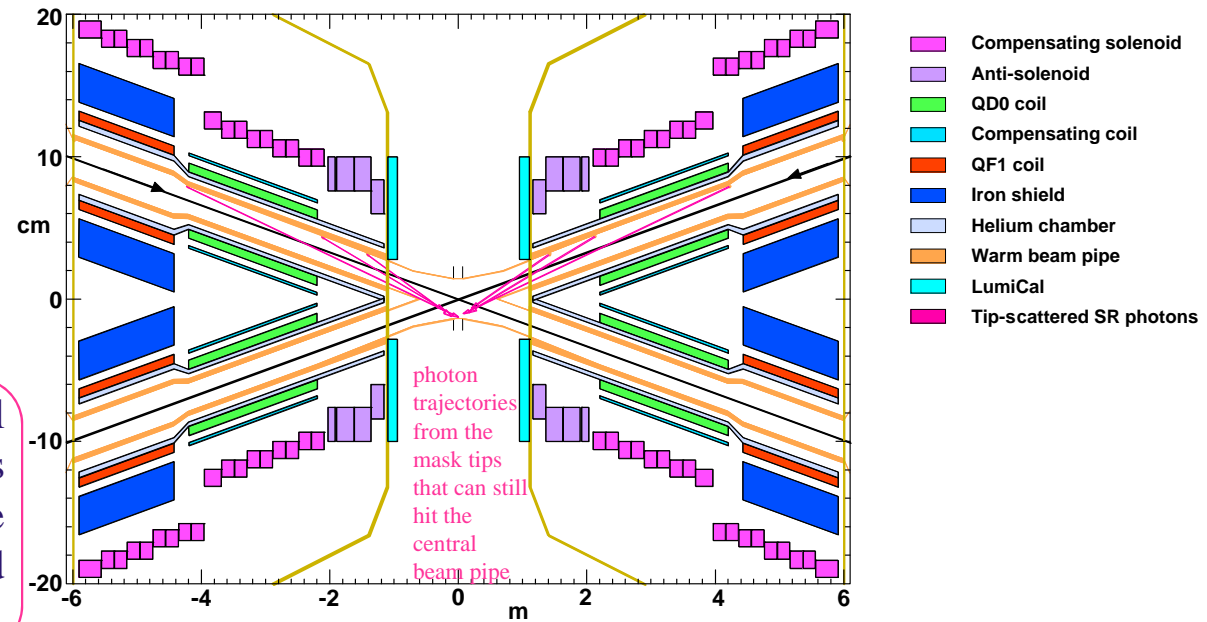 20
10
cm
0
-10
-20
-6
-4
-2
0
2
4
6
m
photon
trajectories
from the
mask tips
that can still
hit the
central
beam pipe
l
s
e
d
Compensating solenoid
Anti-solenoid
QD0 coil
Compensating coil
QF1 coil
Iron shield
Helium chamber
Warm beam pipe
LumiCal
Tip-scattered SR photons